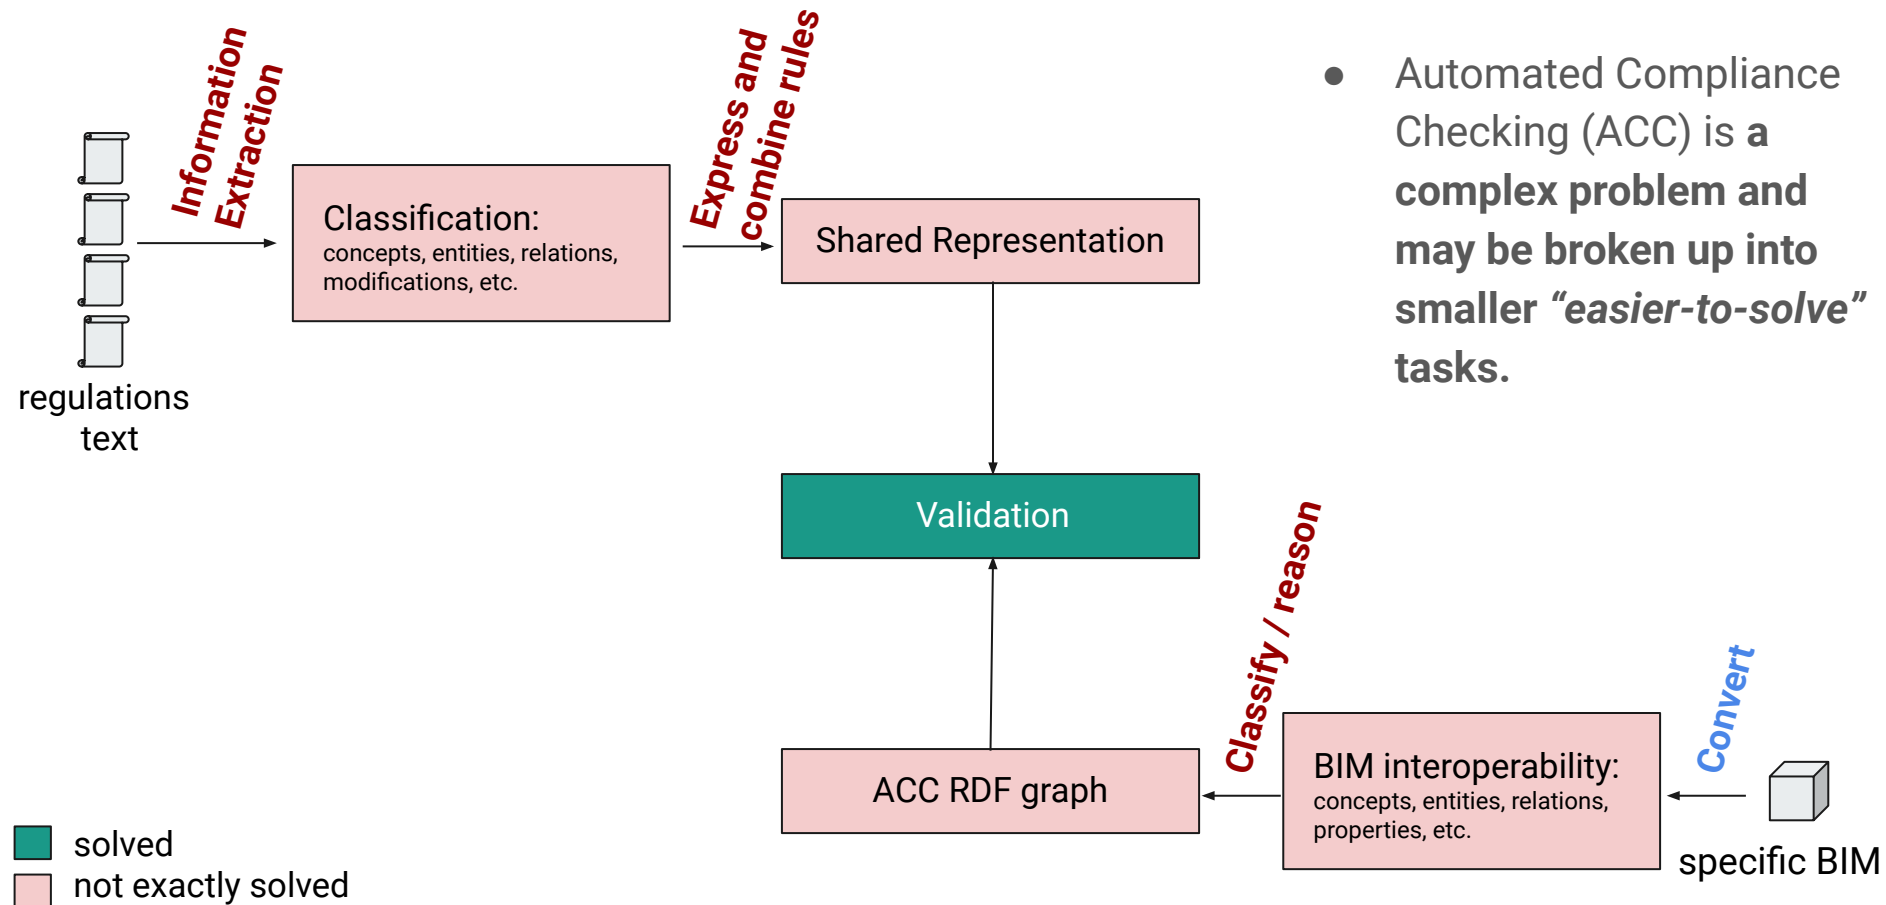 Information
Extraction
Express and
combine rules
regulations
text
Classification:
concepts, entities, relations,
modifications, etc.
Shared Representation
● Automated Compliance
Checking (ACC) is a
complex problem and
may be broken up into
smaller “easier-to-solve”
tasks.
Validation
Classify / reason
Convert
ACC RDF graph
BIM interoperability:
concepts, entities, relations,
properties, etc.
specific BIM
solved
not exactly solved